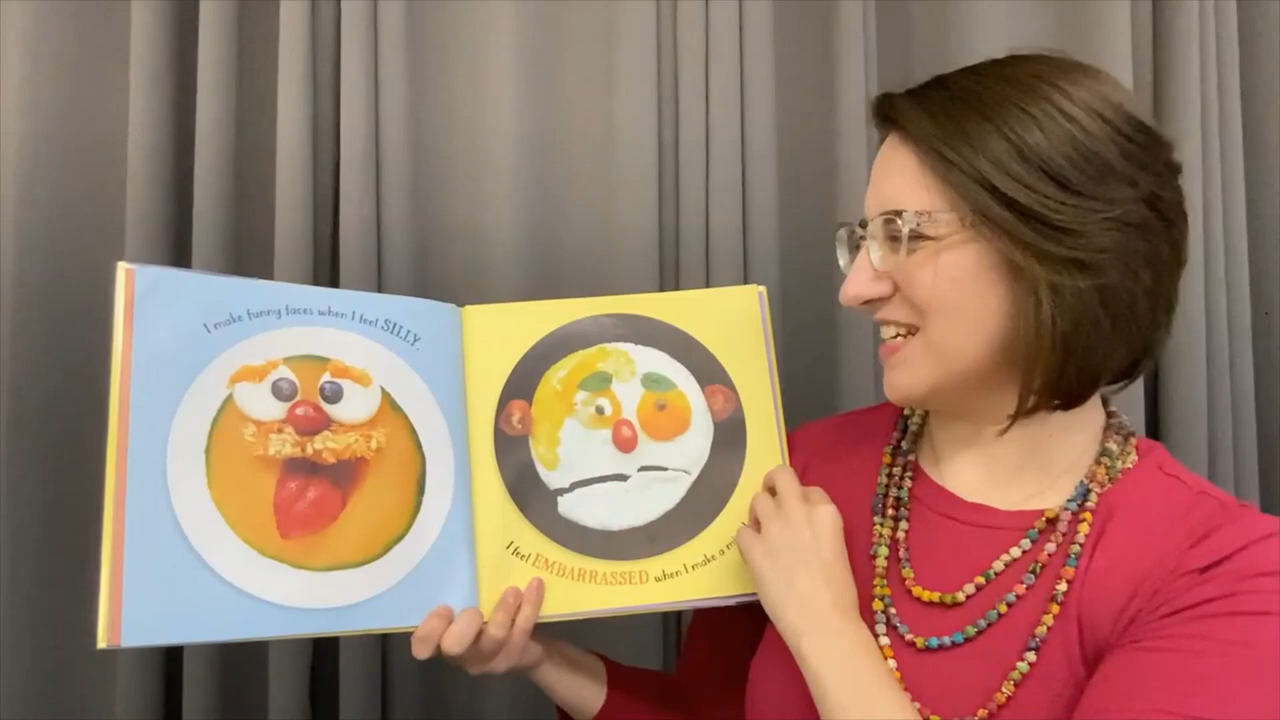 I make funny faces when I feel SILLY.
I feel EMBARRASSED when I make a